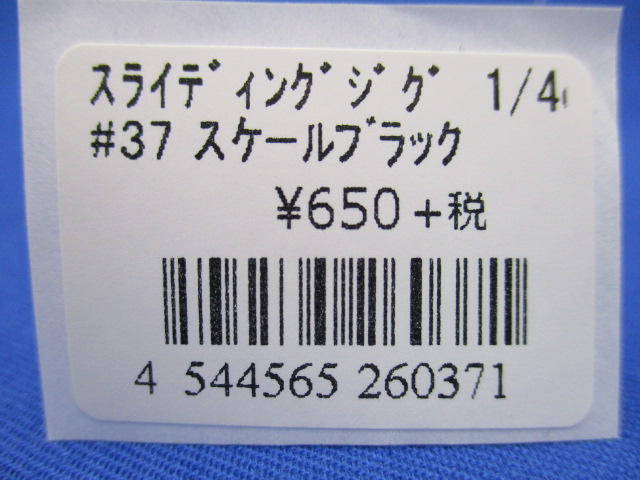 スライディングジグ 1/4
#37 スケールブラック
¥650+税
4 544565 260371